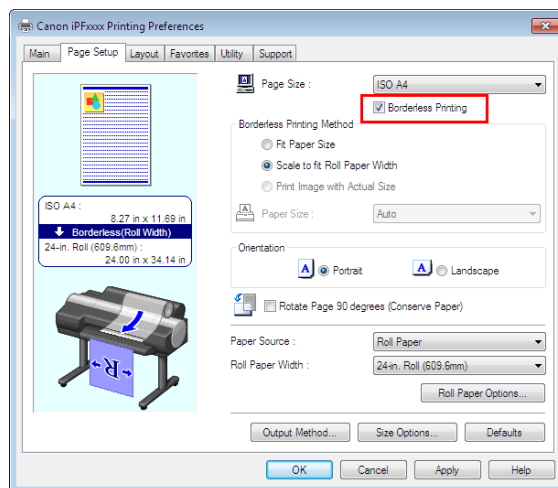 Canon iPFxxxx Printing Preferences
Main Page Setup Layout Favorites Utility Support
Page Size : ISO A4
Borderless Printing
Borderless Printing Method
Fit Paper Size
Scale to fit Roll Paper Width
Print Image with Actual Size
Paper Size : Auto
ISO A4 :
8.27 in x 11.69 in
Borderless(Roll Width)
24-in. Roll (609.6mm) :
24.00 in x 34.14 in
Orientation
A Portrait A Landscape
Rotate Page 90 degrees (Conserve Paper)
R
Paper Source : Roll Paper
Roll Paper Width : 24-in. Roll (609.6mm)
Roll Paper Options...
Output Method... Size Options... Defaults
OK Cancel Apply Help